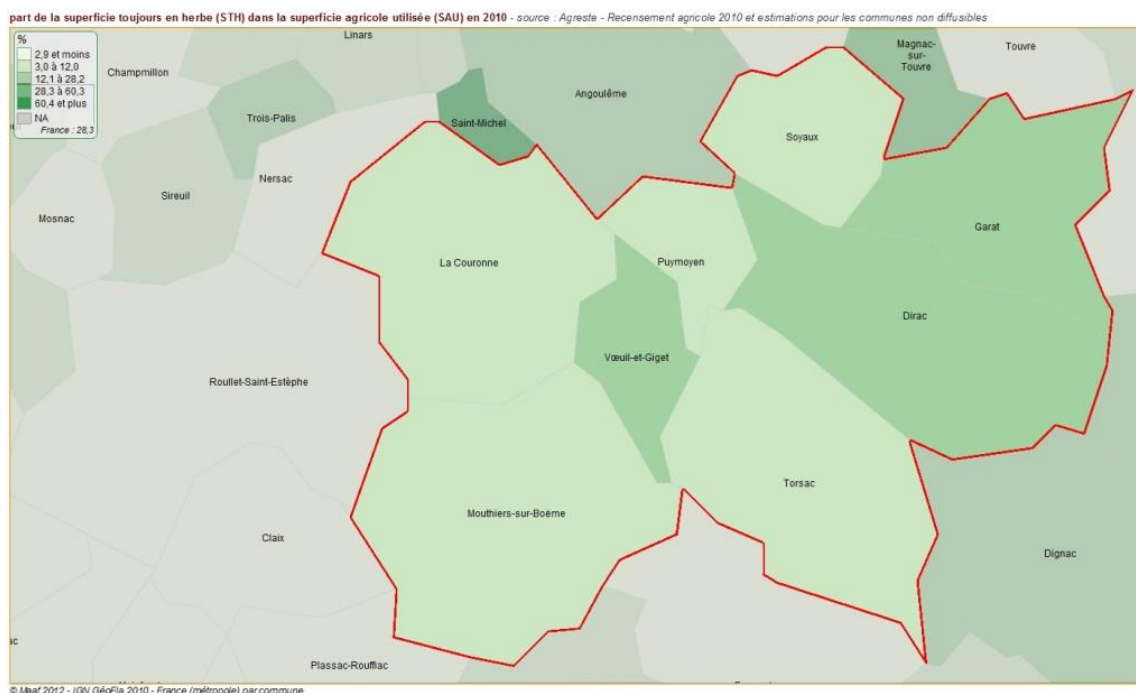 part de la superficie toujours en herbe (STH) dans la superficie agricole utilisée (SAU) en 2010 - source : Agreste - Recensement agricole 2010 et estimations pour les communes non diffusibles
%
2,9 et moins
3,0 à 12,0
12,1 à 28,2
28,3 à 60,3
60,4 et plus
NA
France : 28,3
Linars
Champmillon
Magnac-
sur-
Touvre
Touvre
Angoulême
Trois-Palis
Saint-Michel
Soyaux
Nersac
Sireuil
Mosnac
Garat
La Couronne
Puymoyen
Dirac
Vœuil-et-Giget
Roullet-Saint-Estèphe
Torsac
Mouthiers-sur-Boëme
Claix
Dignac
Plassac-Rouffiac
© Maaf 2012 - IGN GéoFla 2010 - France (métropole) par commune